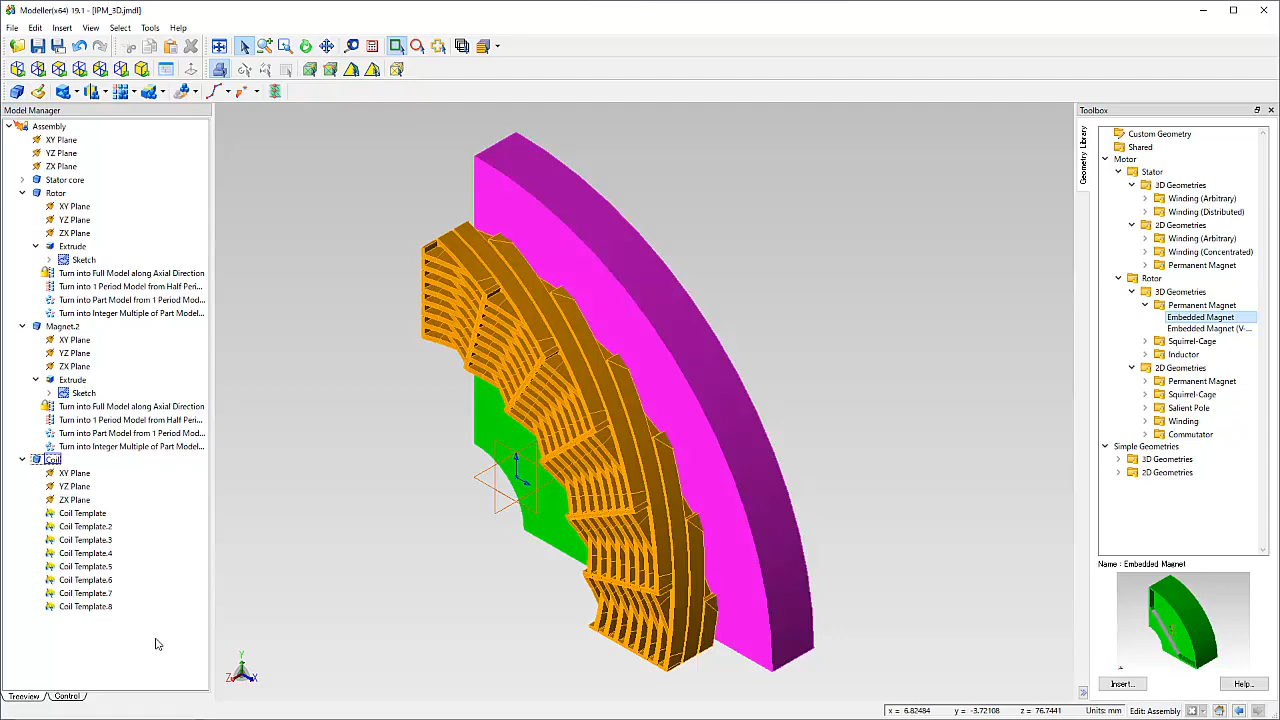 Modeller(x64) 19.1 - [IPM_3D.jmdl]
File Edit Insert View Select Tools Help
Model Manager
Assembly
XY Plane
YZ Plane
ZX Plane
Stator core
Rotor
XY Plane
YZ Plane
ZX Plane
Extrude
Sketch
Turn into Full Model along Axial Direction
Turn into 1 Period Model from Half Peri...
Turn into Part Model from 1 Period Mod...
Turn into Integer Multiple of Part Model...
Magnet.2
XY Plane
YZ Plane
ZX Plane
Extrude
Sketch
Turn into Full Model along Axial Direction
Turn into 1 Period Model from Half Peri...
Turn into Part Model from 1 Period Mod...
Turn into Integer Multiple of Part Model...
Coil
XY Plane
YZ Plane
ZX Plane
Coil Template
Coil Template.2
Coil Template.3
Coil Template.4
Coil Template.5
Coil Template.6
Coil Template.7
Coil Template.8
Treeview Control
Y
Z X
Toolbox
Geometry Library
Custom Geometry
Shared
Motor
Stator
3D Geometries
Winding (Arbitrary)
Winding (Distributed)
2D Geometries
Winding (Arbitrary)
Winding (Concentrated)
Permanent Magnet
Rotor
3D Geometries
Permanent Magnet
Embedded Magnet
Embedded Magnet (V-...
Squirrel-Cage
Inductor
2D Geometries
Permanent Magnet
Squirrel-Cage
Salient Pole
Winding
Commutator
Simple Geometries
3D Geometries
2D Geometries
Name : Embedded Magnet
Insert... Help...
x = 6.82484 y = -3.72108 z = 76.7441 Units: mm Edit: Assembly